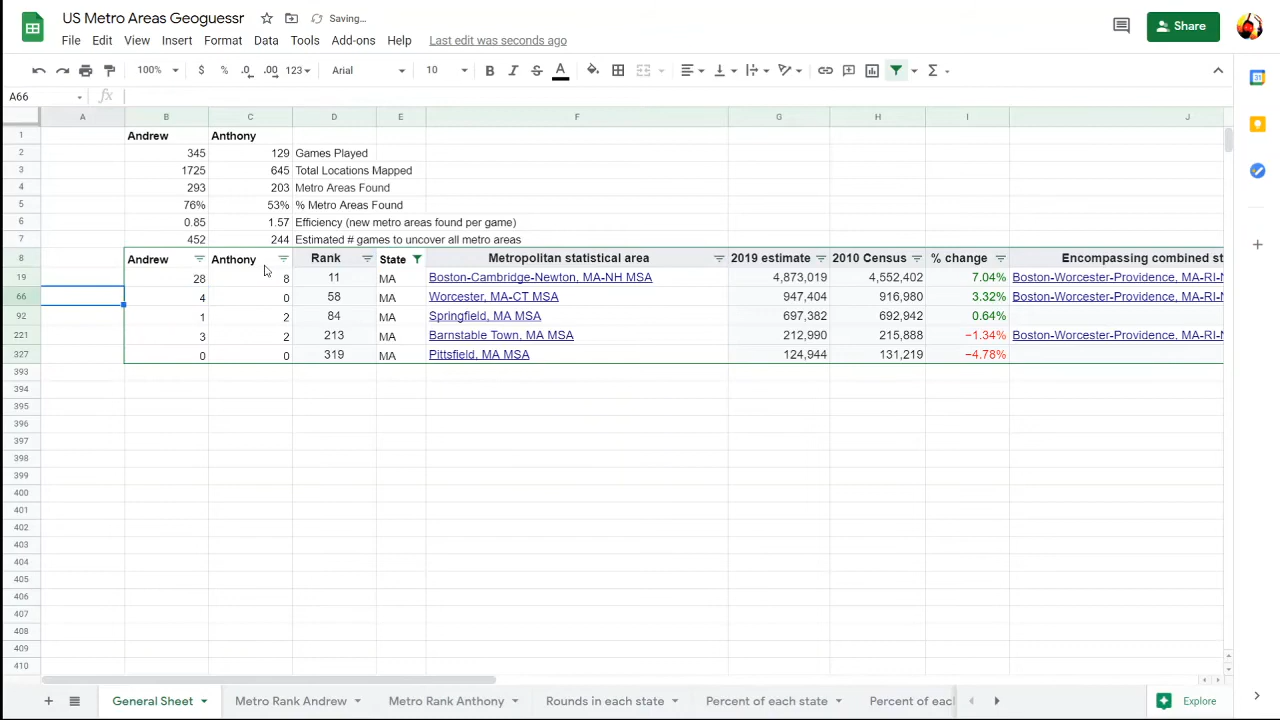 US Metro Areas Geoguessr Saving...
File Edit View Insert Format Data Tools Add-ons Help Last edit was seconds ago
Share
100% $ % .0 .00 123 Arial 10 B I S A Σ
A66 fx
A B C D E F G H I J
1 Andrew Anthony
2 345 129 Games Played
3 1725 645 Total Locations Mapped
4 293 203 Metro Areas Found
5 76% 53% % Metro Areas Found
6 0.85 1.57 Efficiency (new metro areas found per game)
7 452 244 Estimated # games to uncover all metro areas
8 Andrew Anthony Rank State Metropolitan statistical area 2019 estimate 2010 Census % change Encompassing combined st
19 28 8 11 MA Boston-Cambridge-Newton, MA-NH MSA 4,873,019 4,552,402 7.04% Boston-Worcester-Providence, MA-RI-N
66 4 0 58 MA Worcester, MA-CT MSA 947,404 916,980 3.32% Boston-Worcester-Providence, MA-RI-N
92 1 2 84 MA Springfield, MA MSA 697,382 692,942 0.64%
221 3 2 213 MA Barnstable Town, MA MSA 212,990 215,888 −1.34% Boston-Worcester-Providence, MA-RI-N
327 0 0 319 MA Pittsfield, MA MSA 124,944 131,219 −4.78%
393
394
395
396
397
398
399
400
401
402
403
404
405
406
407
408
409
410
General Sheet Metro Rank Andrew Metro Rank Anthony Rounds in each state Percent of each state Percent of eacl Explore